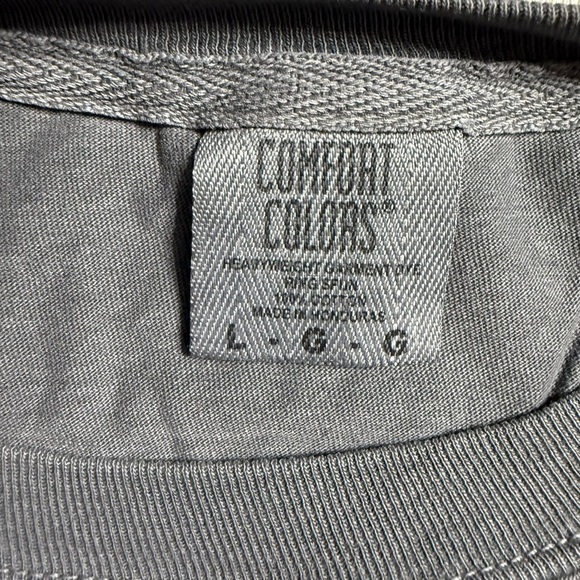 COMFORT
COLORS®
HEAVYWEIGHT GARMENT DYE
RING SPUN
100% COTTON
MADE IN HONDURAS
L - G - G